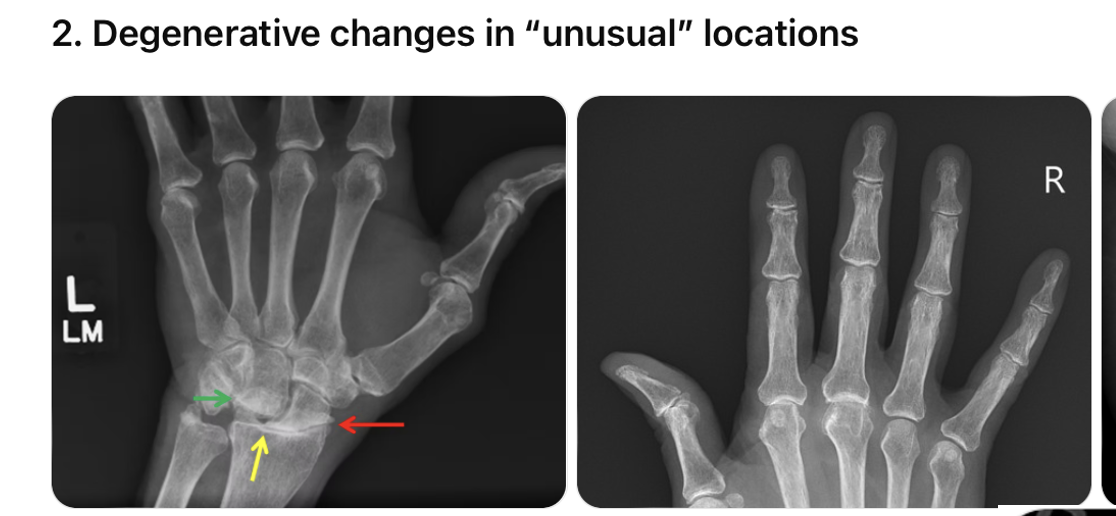 2. Degenerative changes in “unusual” locations
L
LM
R